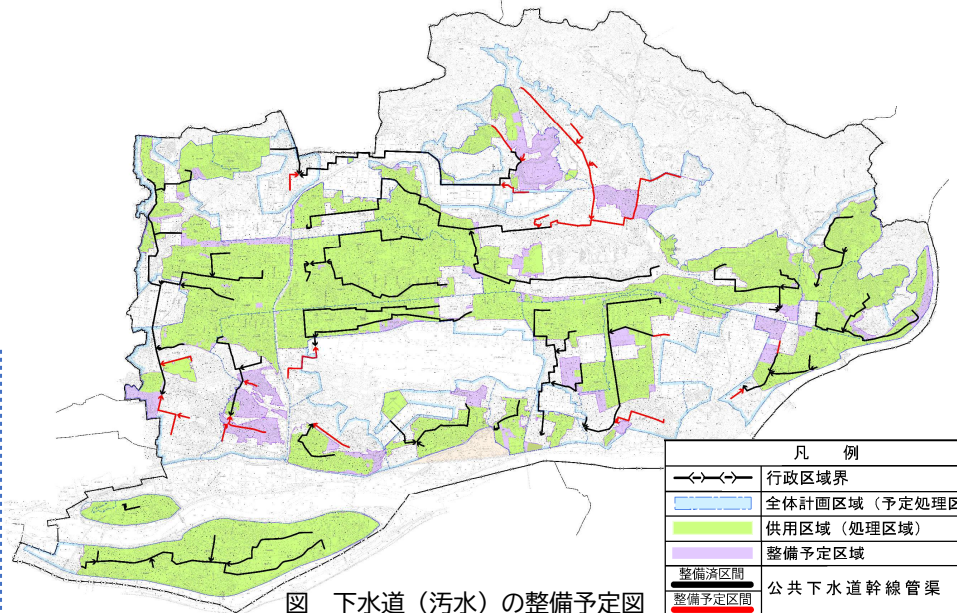 凡 例
行政区域界
全体計画区域（予定処理区
供用区域（処理区域）
整備予定区域
整備済区間
公共下水道幹線管渠
整備予定区間
図 下水道（汚水）の整備予定図